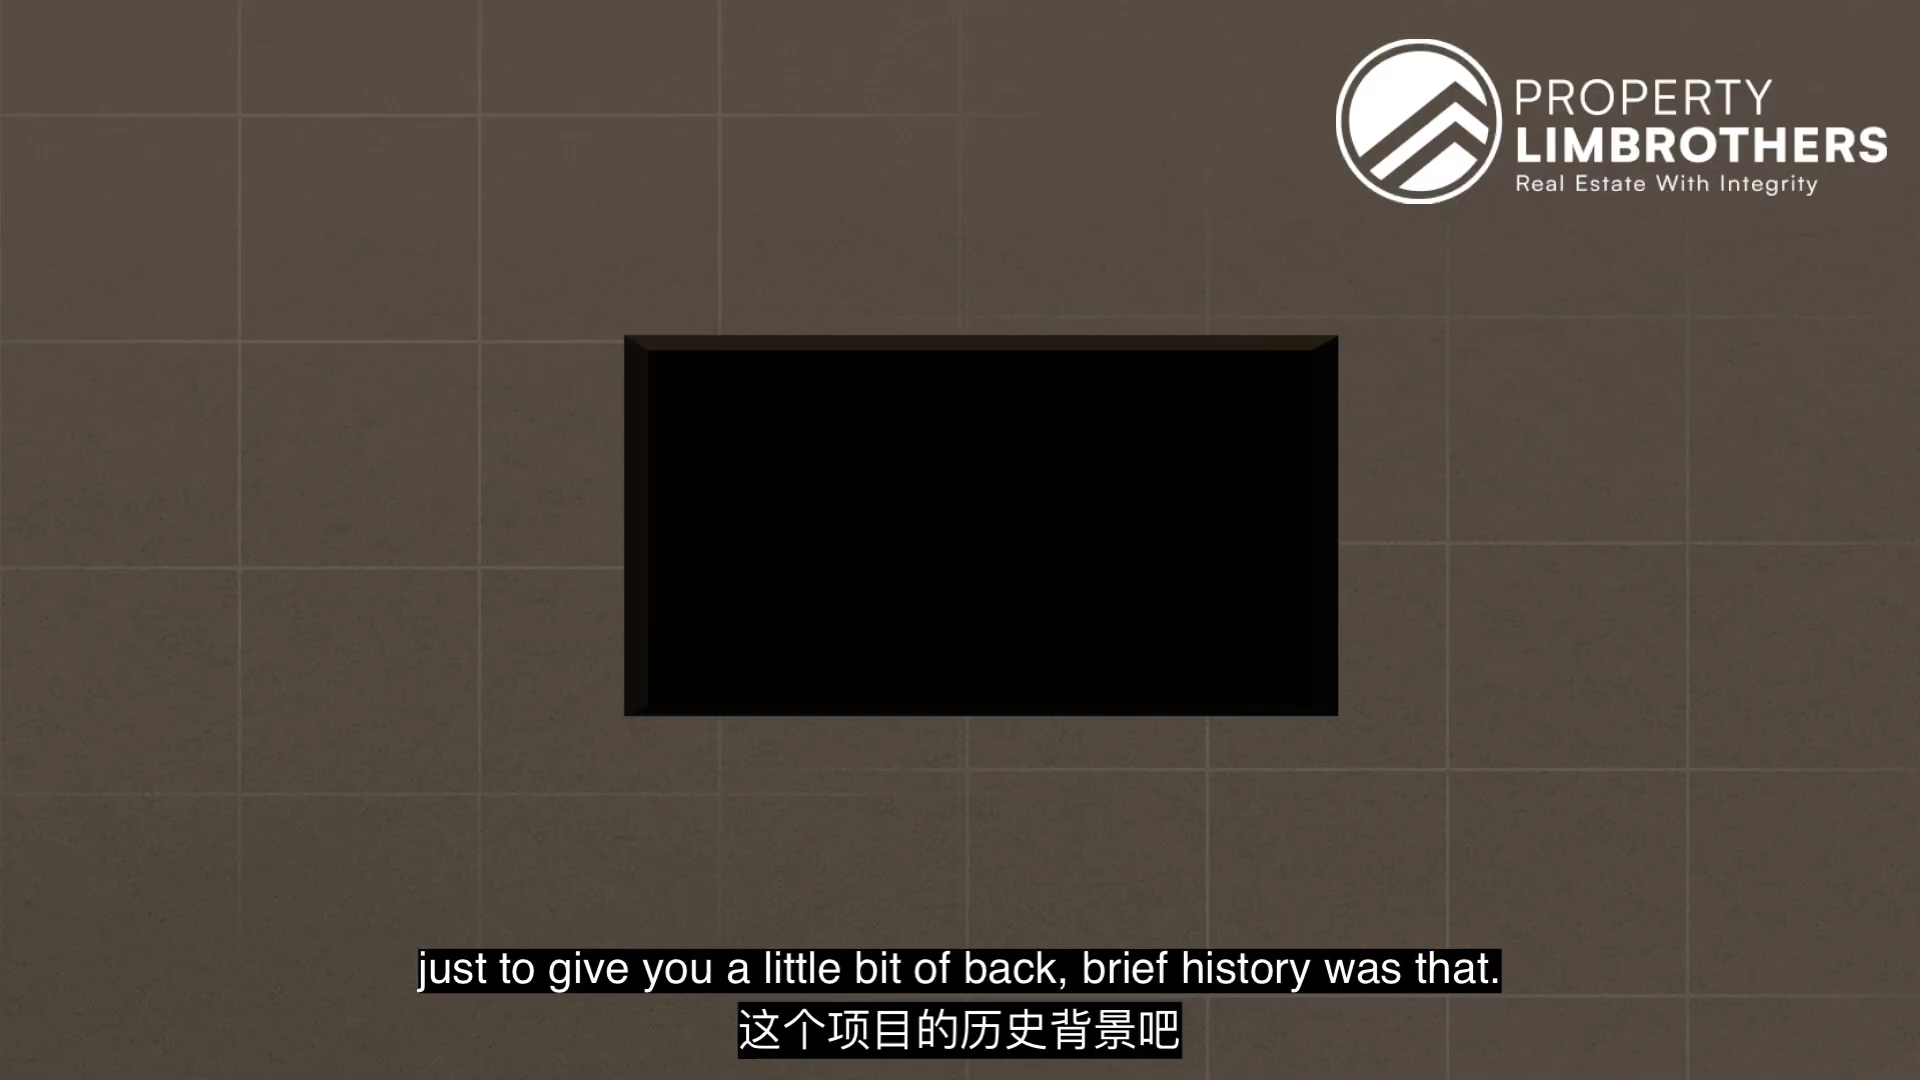 PROPERTY
LIMBROTHERS
Real Estate With Integrity
just to give you a little bit of back, brief history was that.
这个项目的历史背景吧